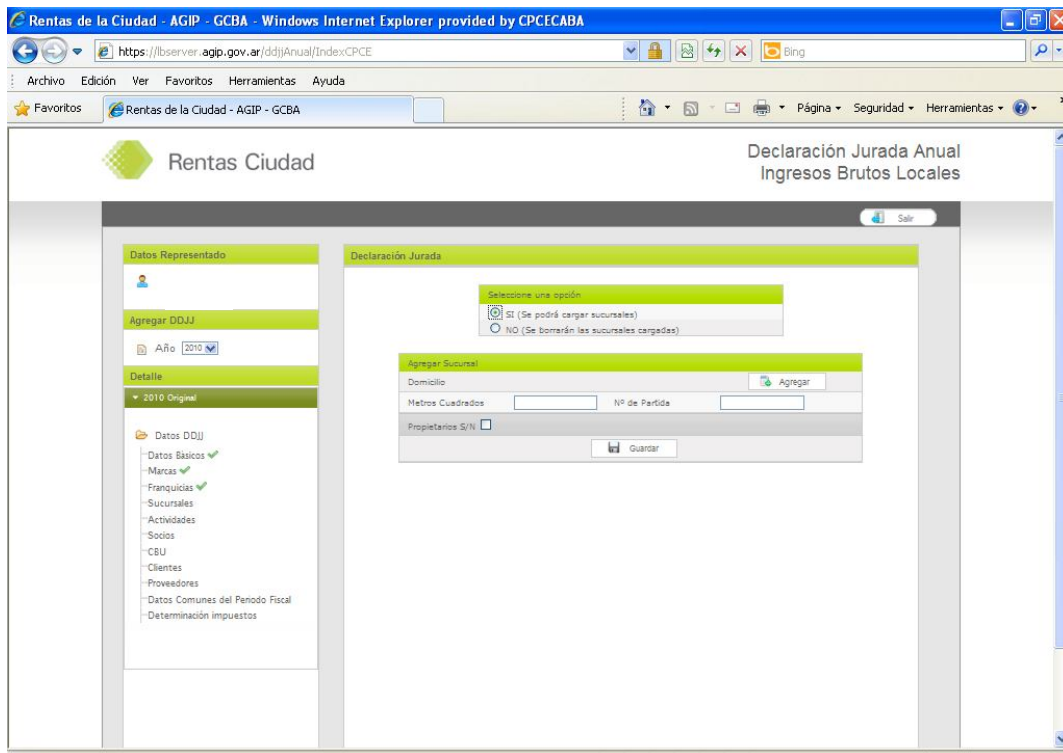 Rentas de la Ciudad - AGIP - GCBA - Windows Internet Explorer provided by CPCECABA
https://lbserver.agip.gov.ar/ddjjAnual/IndexCPCE
Bing
Archivo Edición Ver Favoritos Herramientas Ayuda
Favoritos Rentas de la Ciudad - AGIP - GCBA Página Seguridad Herramientas
Rentas Ciudad
Declaración Jurada Anual
Ingresos Brutos Locales
Salir
Datos Representado
Agregar DDJJ
Año 2010
Detalle
2010 Original
Datos DDJJ
Datos Básicos
Marcas
Franquicias
Sucursales
Actividades
Socios
CBU
Clientes
Proveedores
Datos Comunes del Periodo Fiscal
Determinación impuestos
Declaración Jurada
Seleccione una opción
SI (Se podrá cargar sucursales)
NO (Se borrarán las sucursales cargadas)
Agregar Sucursal
Domicilio Agregar
Metros Cuadrados Nº de Partida
Propietarios S/N
Guardar